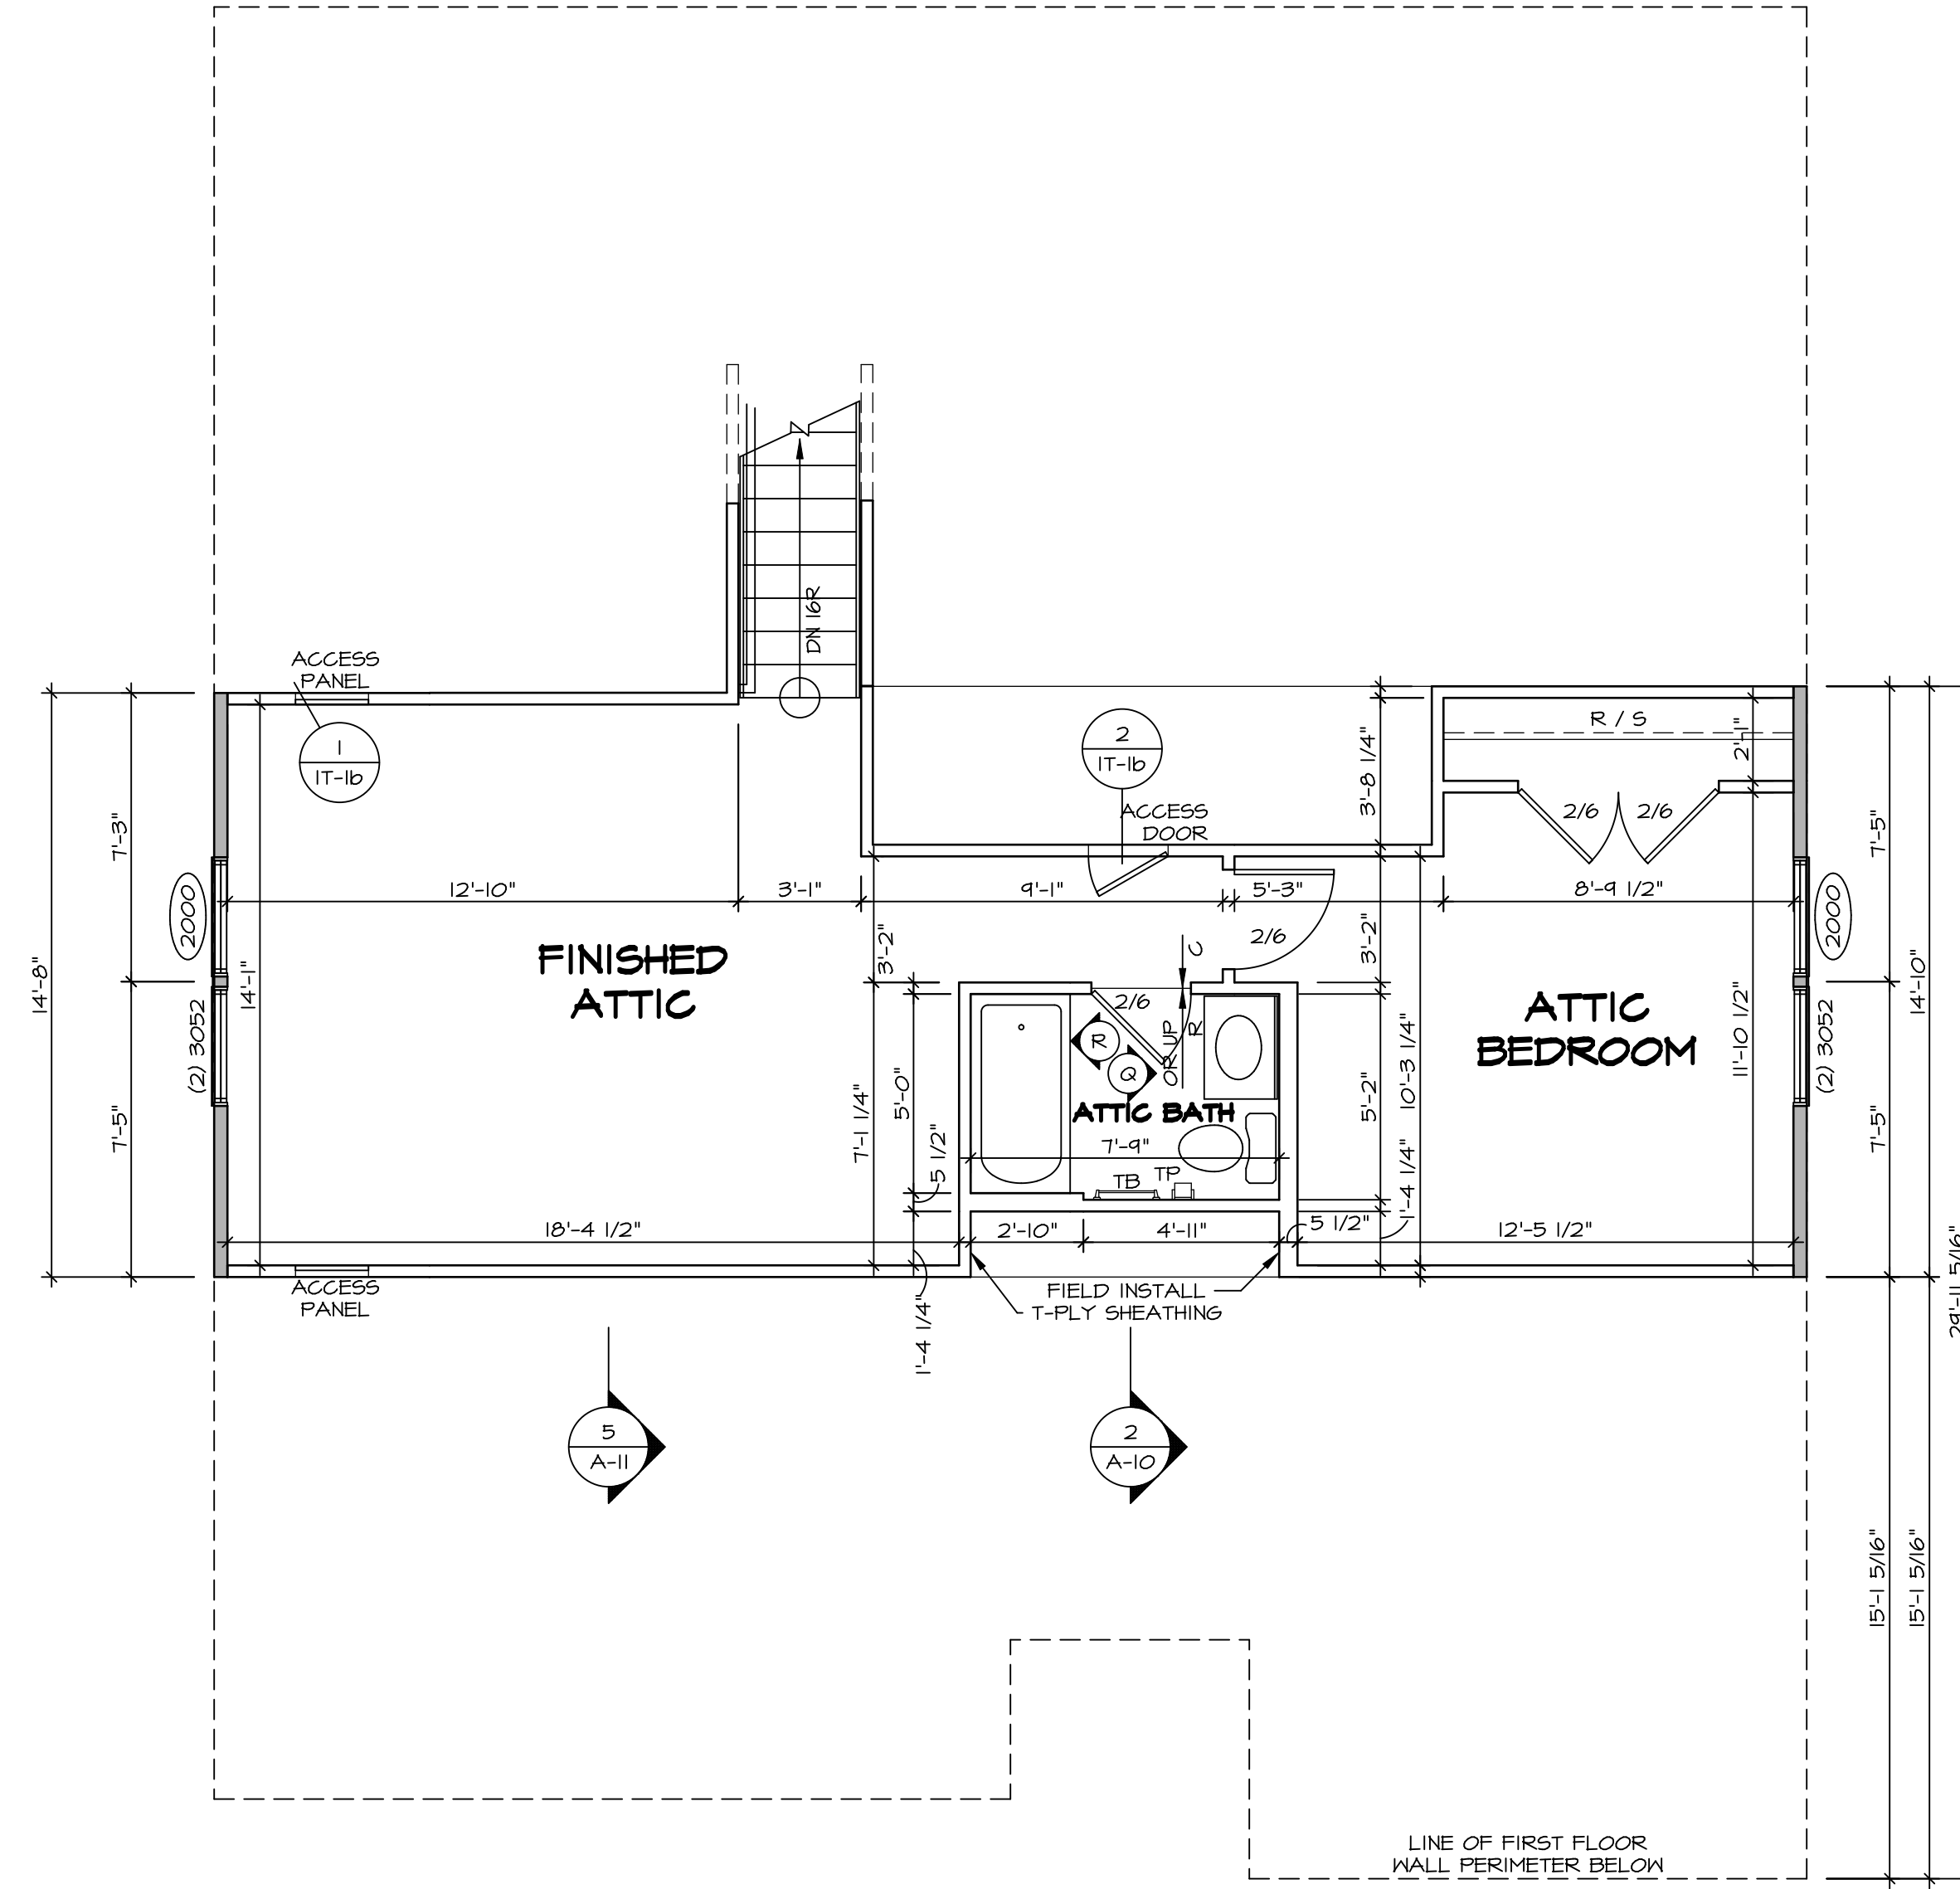 DN 16R
ACCESS
PANEL
1
1T-1b
2
1T-1b
ACCESS
DOOR
R / S
2'-1"
3'-8 1/4"
2/6
2/6
7'-3"
7'-5"
12'-10"
3'-1"
9'-1"
5'-3"
8'-9 1/2"
2000
2000
14'-8"
14'-1"
FINISHED
ATTIC
3'-2"
C
2/6
3'-2"
14'-10"
(2) 3052
2/6
OR UP
R
R
Q
ATTIC
BEDROOM
11'-10 1/2"
(2) 3052
7'-5"
7'-1 1/4"
5'-0"
5 1/2"
ATTIC BATH
7'-9"
TB
TP
5'-2"
10'-3 1/4"
1'-4 1/4"
7'-5"
18'-4 1/2"
2'-10"
4'-11"
5 1/2"
12'-5 1/2"
29'-11 5/16"
ACCESS
PANEL
1'-4 1/4"
FIELD INSTALL
T-PLY SHEATHING
5
A-11
2
A-10
15'-1 5/16"
15'-1 5/16"
LINE OF FIRST FLOOR
WALL PERIMETER BELOW